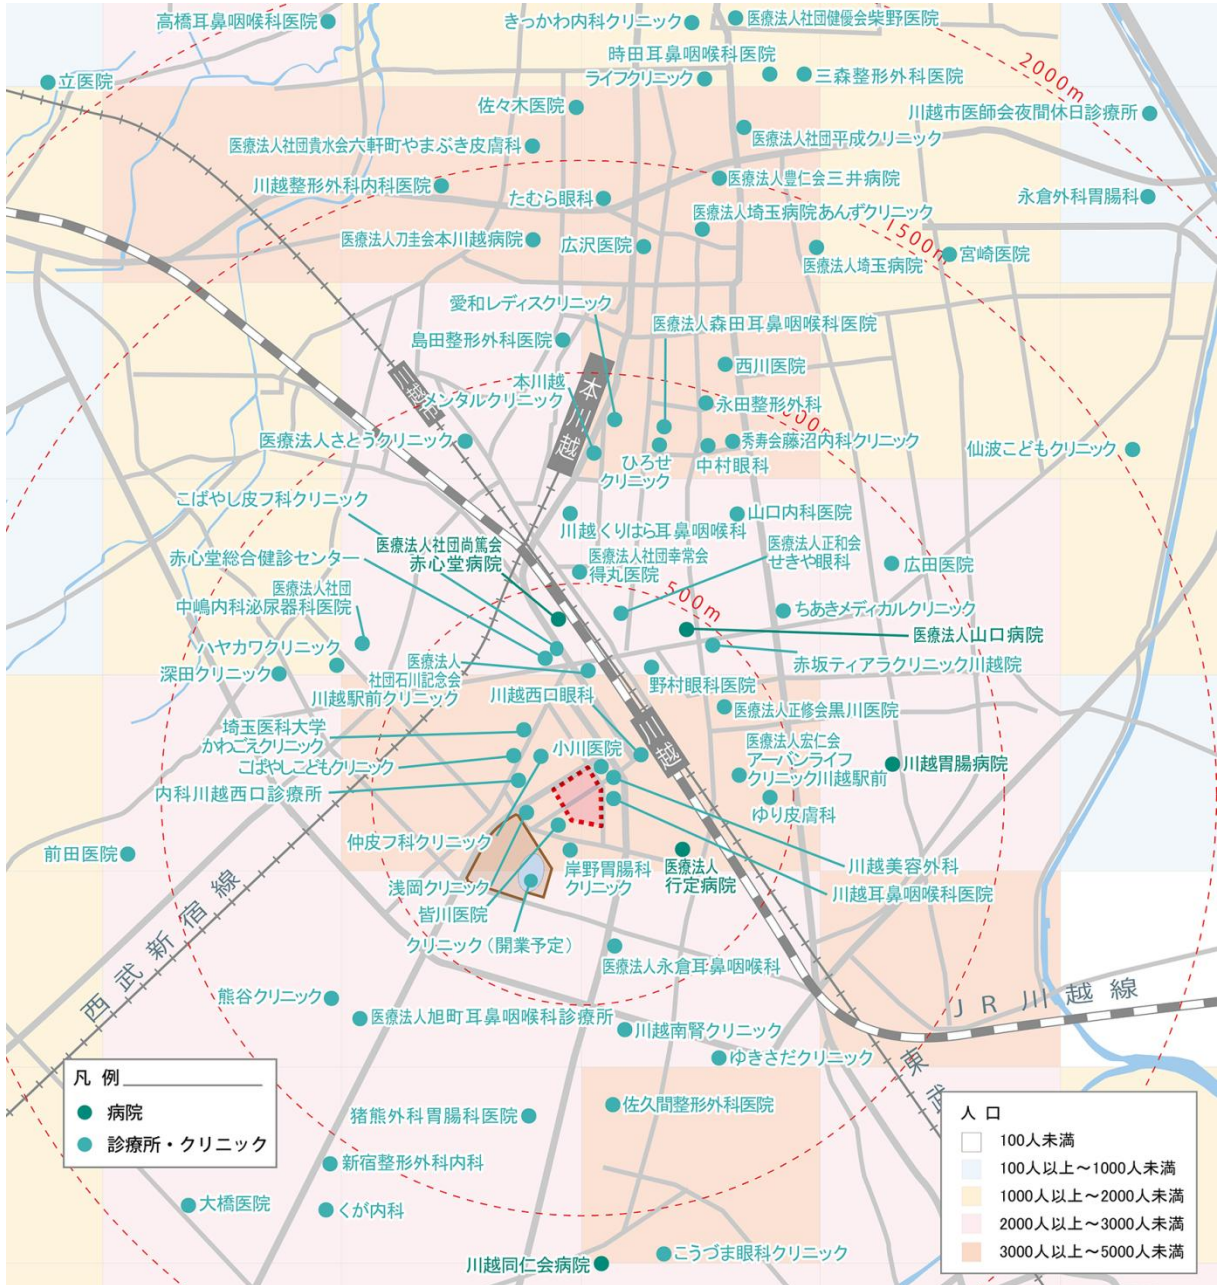 高橋耳鼻咽喉科医院
きっかわ内科クリニック
医療法人社団健優会柴野医院
時田耳鼻咽喉科医院
2000m
立医院
ライフクリニック
三森整形外科医院
佐々木医院
川越市医師会夜間休日診療所
医療法人社団平成クリニック
医療法人社団貴水会六軒町やまぶき皮膚科
川越整形外科内科医院
医療法人豊仁会三井病院
たむら眼科
永倉外科胃腸科
医療法人埼玉病院あんずクリニック
1500m
医療法人刀圭会本川越病院
広沢医院
医療法人埼玉病院
宮崎医院
愛和レディスクリニック
医療法人森田耳鼻咽喉科医院
島田整形外科医院
西川医院
川越市
本川越
本川越
メンタルクリニック
永田整形外科
000m
医療法人さとうクリニック
秀寿会藤沼内科クリニック
仙波こどもクリニック
ひろせ
クリニック
中村眼科
こばやし皮フ科クリニック
川越くりはら耳鼻咽喉科
山口内科医院
赤心堂総合健診センター
医療法人社団尚篤会
赤心堂病院
医療法人社団幸常会
得丸医院
医療法人正和会
せきや眼科
広田医院
医療法人社団
中嶋内科泌尿器科医院
500m
ちあきメディカルクリニック
医療法人山口病院
ハヤカワクリニック
深田クリニック
医療法人
社団石川記念会
川越駅前クリニック
赤坂ティアラクリニック川越院
川越西口眼科
野村眼科医院
医療法人正修会黒川医院
埼玉医科大学
かわごえクリニック
川越
小川医院
医療法人宏仁会
アーバンライフ
クリニック川越駅前
こばやしこどもクリニック
川越胃腸病院
内科川越西口診療所
ゆり皮膚科
仲皮フ科クリニック
前田医院
岸野胃腸科
クリニック
医療法人
行定病院
川越美容外科
浅岡クリニック
川越耳鼻咽喉科医院
皆川医院
クリニック（開業予定）
西武新宿線
医療法人永倉耳鼻咽喉科
熊谷クリニック
JR川越線
医療法人旭町耳鼻咽喉科診療所
川越南腎クリニック
ゆきさだクリニック
東武
凡例
病院
診療所・クリニック
猪熊外科胃腸科医院
佐久間整形外科医院
新宿整形外科内科
大橋医院
くが内科
川越同仁会病院
こうづま眼科クリニック
人口
100人未満
100人以上～1000人未満
1000人以上～2000人未満
2000人以上～3000人未満
3000人以上～5000人未満